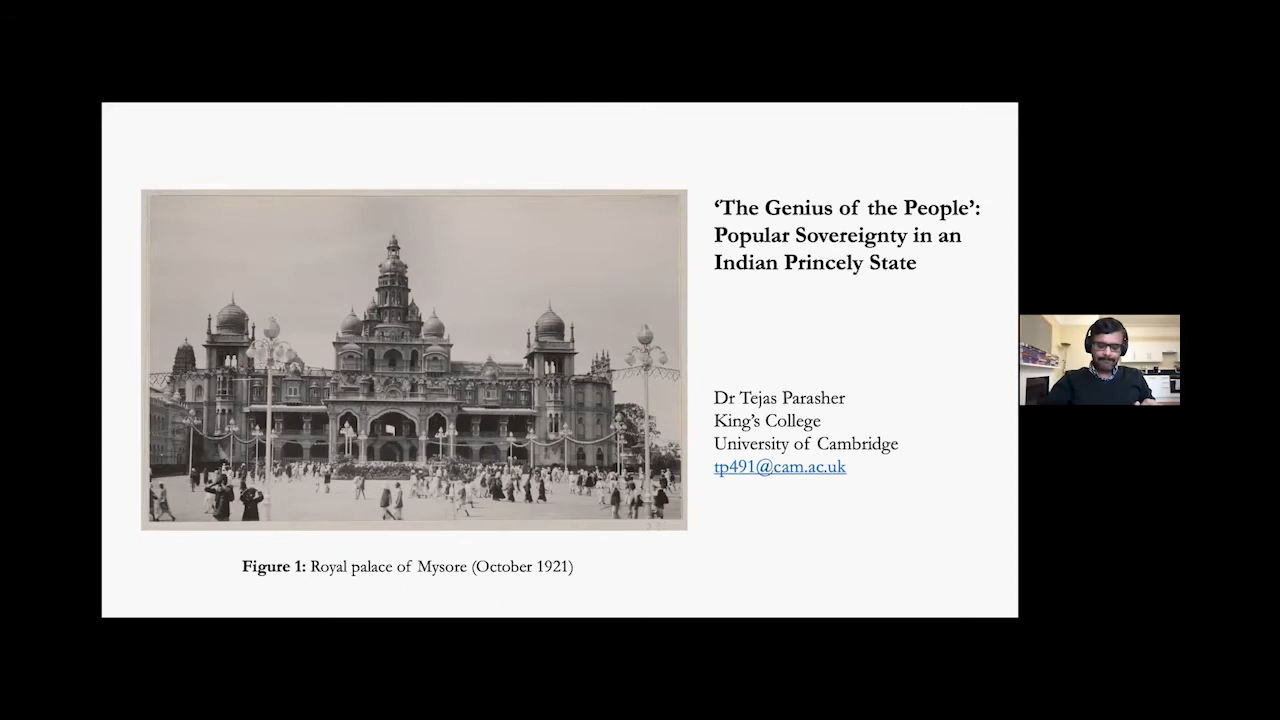 ‘The Genius of the People’:
Popular Sovereignty in an
Indian Princely State
Dr Tejas Parasher
King’s College
University of Cambridge
tp491@cam.ac.uk
Figure 1: Royal palace of Mysore (October 1921)